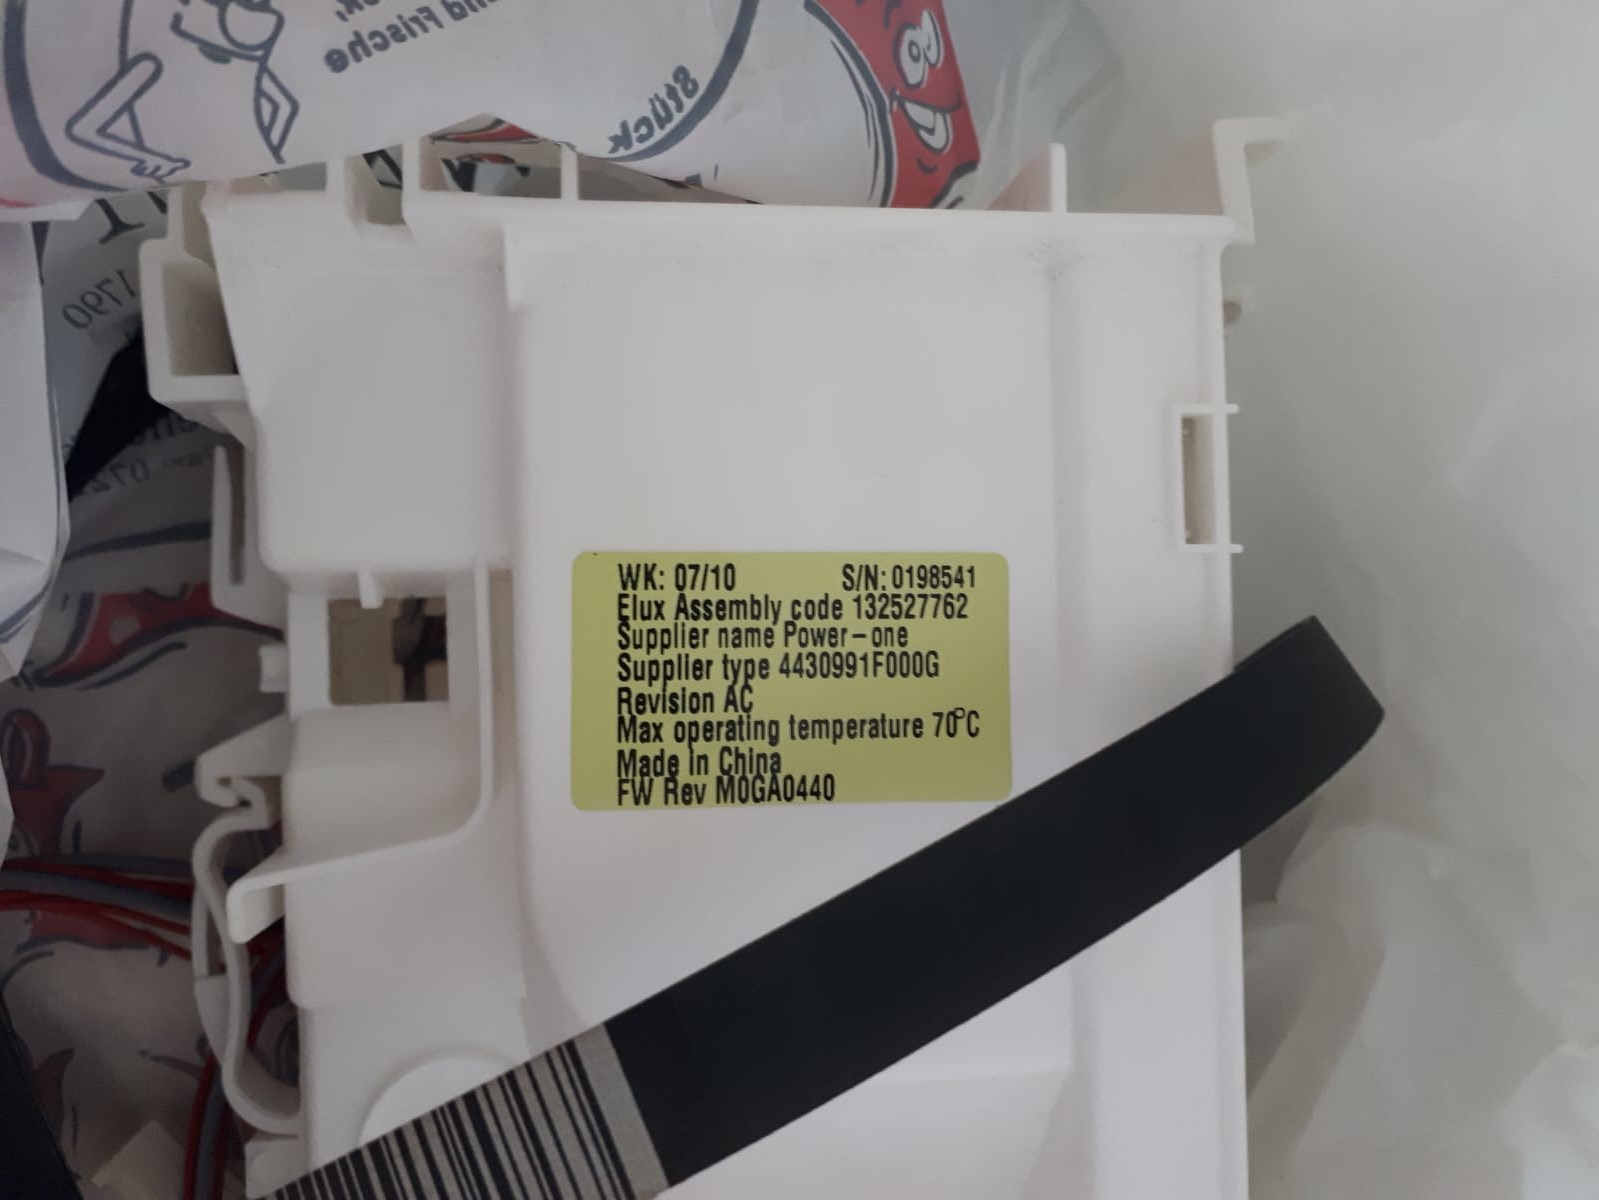 und Frische
Stück
1790
WK: 07/10 S/N: 0198541
Elux Assembly code 132527762
Supplier name Power-one
Supplier type 4430991F000G
Revision AC
Max operating temperature 70°C
Made in China
FW Rev M0GA0440